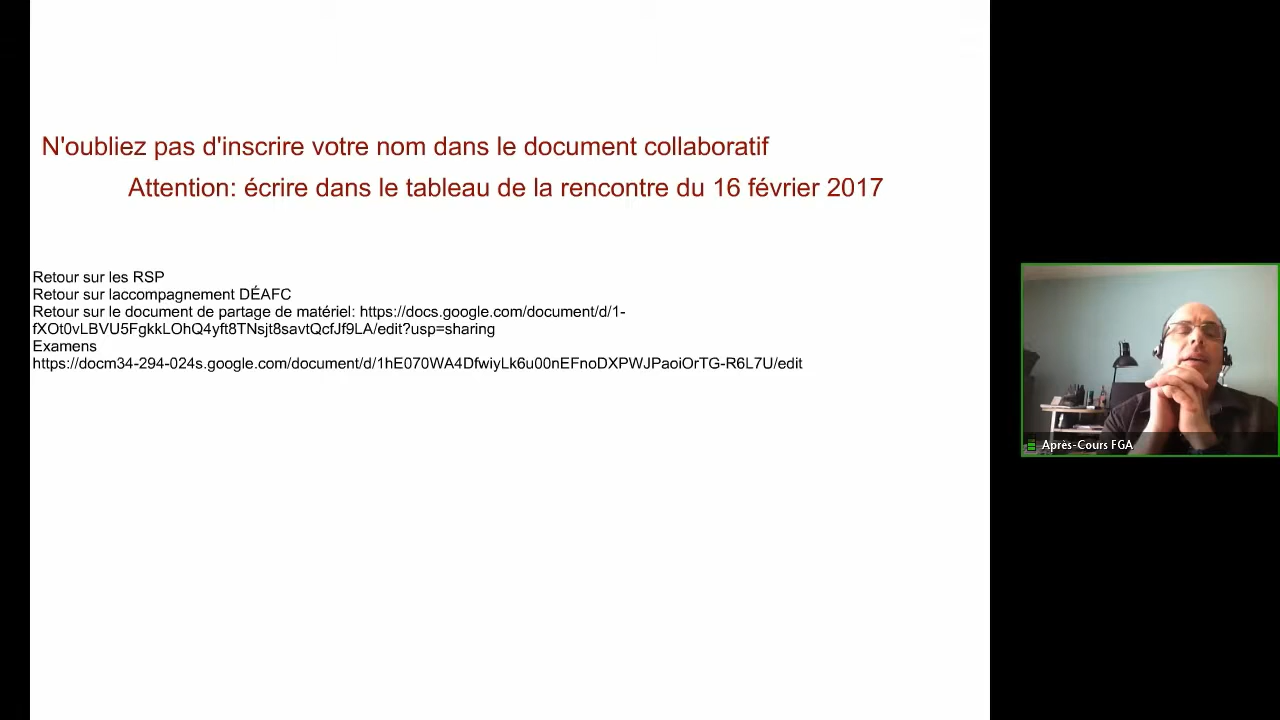 N'oubliez pas d'inscrire votre nom dans le document collaboratif
Attention: écrire dans le tableau de la rencontre du 16 février 2017
Retour sur les RSP
Retour sur laccompagnement DÉAFC
Retour sur le document de partage de matériel: https://docs.google.com/document/d/1-
fXOt0vLBVU5FgkkLOhQ4yft8TNsjt8savtQcfJf9LA/edit?usp=sharing
Examens
https://docm34-294-024s.google.com/document/d/1hE070WA4DfwiyLk6u00nEFnoDXPWJPaoiOrTG-R6L7U/edit
Après-Cours FGA